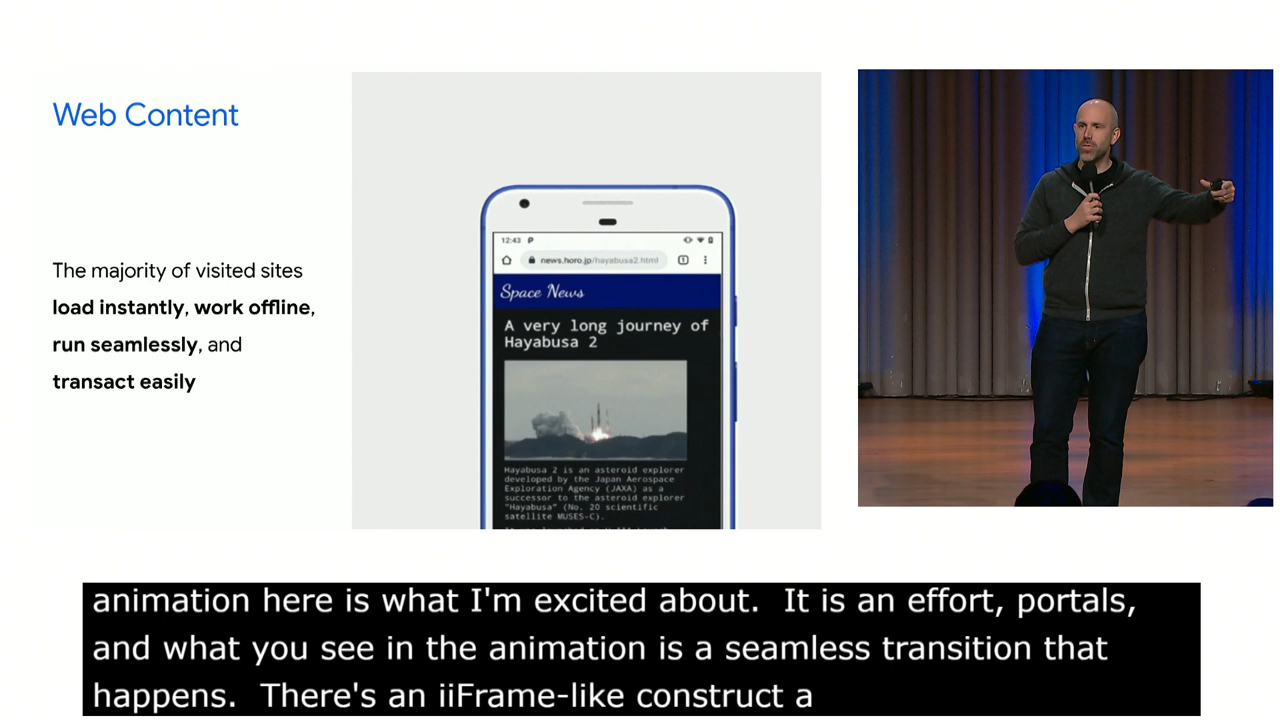 Web Content
The majority of visited sites
load instantly, work offline,
run seamlessly, and
transact easily
12:43
news.horo.jp/hayabusa2.html
1
Space News
A very long journey of
Hayabusa 2
Hayabusa 2 is an asteroid explorer
developed by the Japan Aerospace
Exploration Agency (JAXA) as a
successor to the asteroid explorer
"Hayabusa" (No. 20 scientific
satellite MUSES-C).
animation here is what I'm excited about.  It is an effort, portals,
and what you see in the animation is a seamless transition that
happens.  There's an iiFrame-like construct a